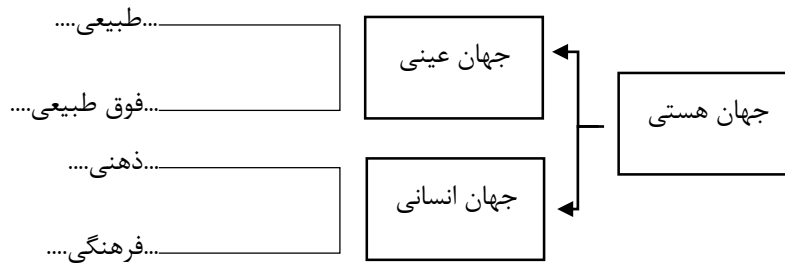 جهان هستی
جهان عینی
...طبیعی....
...فوق طبیعی....
جهان انسانی
...ذهنی....
...فرهنگی....